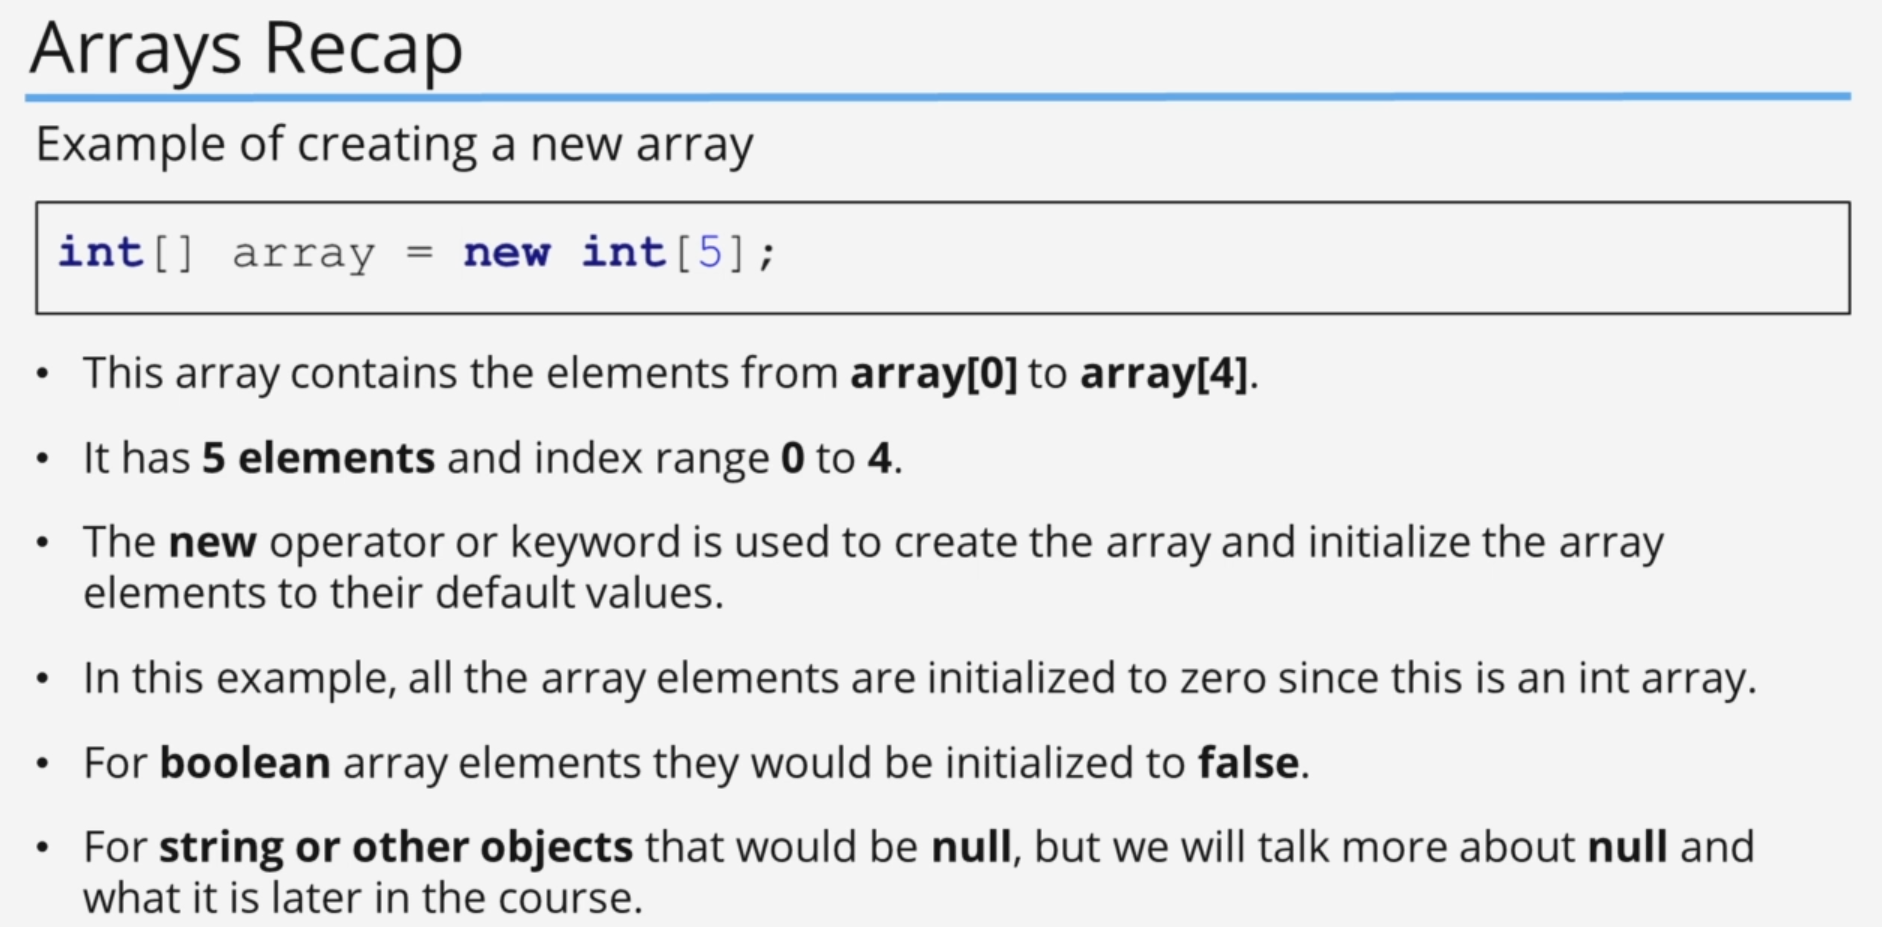 Arrays Recap
Example of creating a new array
int[] array = new int[5];
• This array contains the elements from array[0] to array[4].
• It has 5 elements and index range 0 to 4.
• The new operator or keyword is used to create the array and initialize the array
elements to their default values.
• In this example, all the array elements are initialized to zero since this is an int array.
• For boolean array elements they would be initialized to false.
• For string or other objects that would be null, but we will talk more about null and
what it is later in the course.